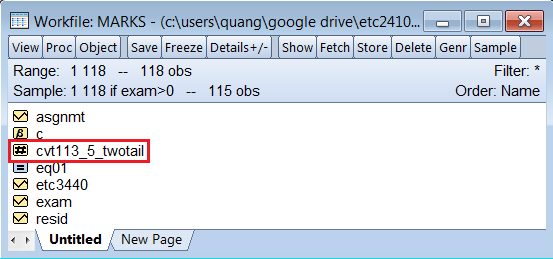 Workfile: MARKS - (c:\users\quang\google drive\etc2410...
View Proc Object Save Freeze Details+/- Show Fetch Store Delete Genr Sample
Range: 1 118 -- 118 obs Filter: *
Sample: 1 118 if exam>0 -- 115 obs Order: Name
asgnmt
β c
# cvt113_5_twotail
= eq01
etc3440
exam
resid
Untitled New Page